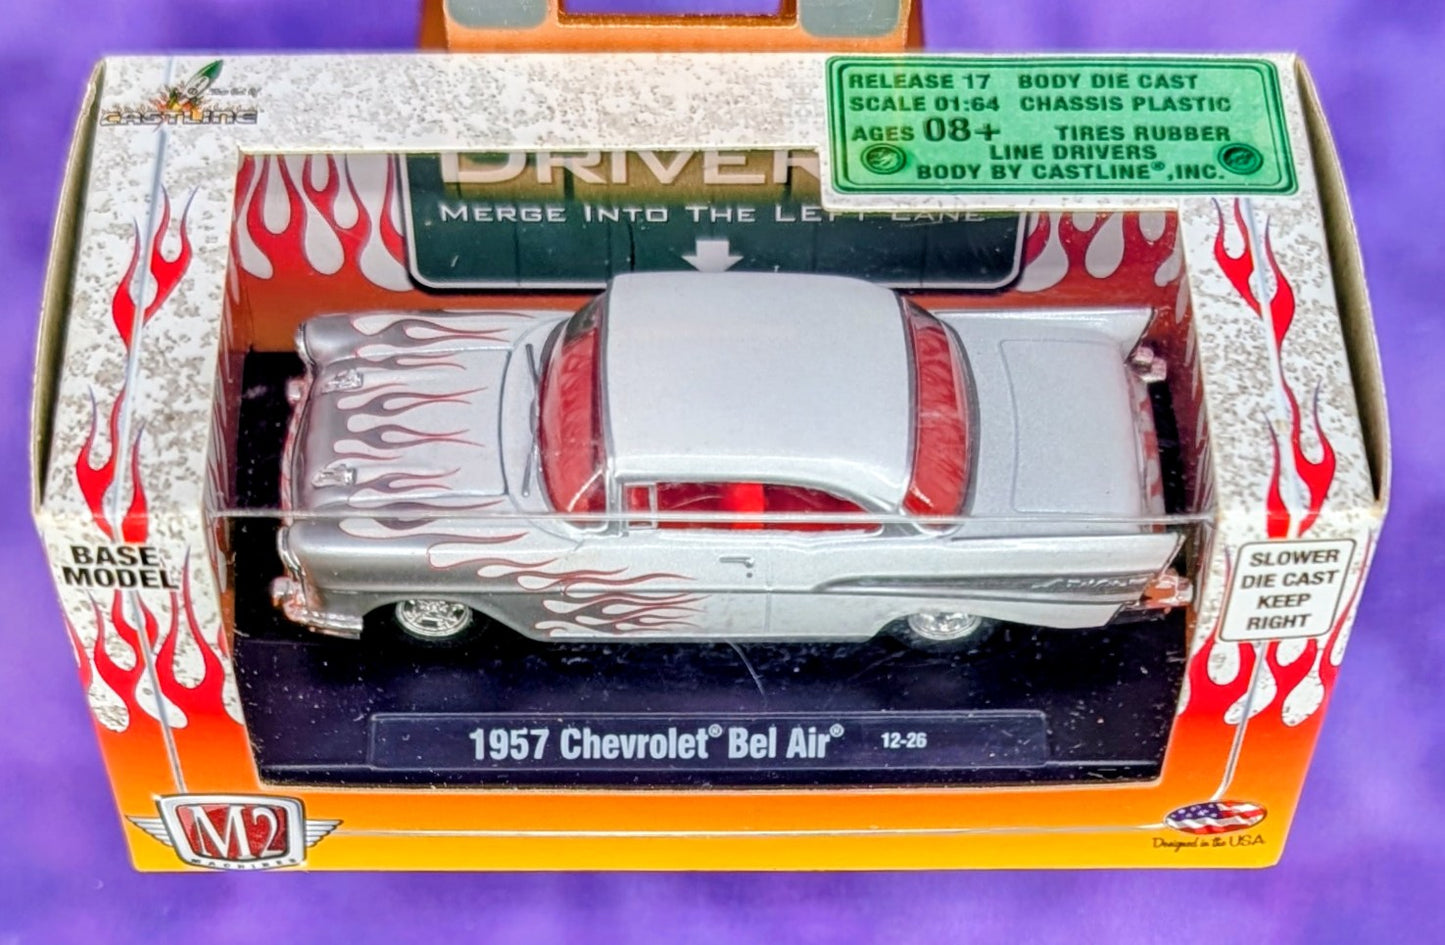 CASTLINE
RELEASE 17 BODY DIE CAST
SCALE 01:64 CHASSIS PLASTIC
AGES 08+ TIRES RUBBER
LINE DRIVERS
BODY BY CASTLINE®,INC.
DRIVER
MERGE INTO THE LEFT LANE
BASE
MODEL
SLOWER
DIE CAST
KEEP
RIGHT
1957 Chevrolet® Bel Air® 12-26
M2
MACHINES
Designed in the USA